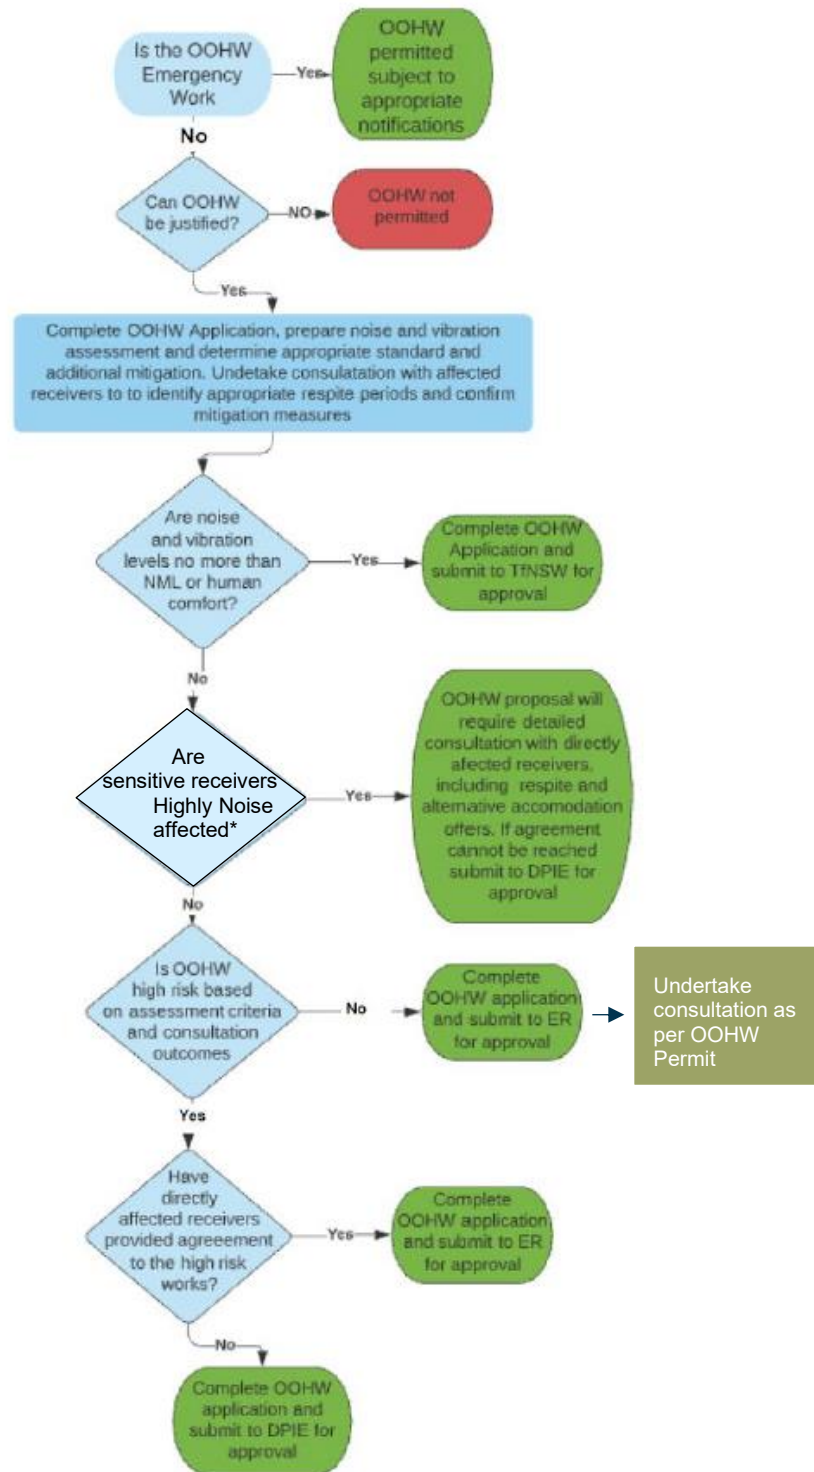 Is the OOHW
Emergency
Work
Yes
OOHW
permitted
subject to
appropriate
notifications
No
Can OOHW
be justified?
NO
OOHW not
permitted
Yes
Complete OOHW Application, prepare noise and vibration
assessment and determine appropriate standard and
additional mitigation. Undetake consulatation with affected
receivers to to identify appropriate respite periods and confirm
mitigation measures
Are noise
and vibration
levels no more than
NML or human
comfort?
Yes
Complete OOHW
Application and
submit to TfNSW for
approval
No
Are
sensitive receivers
Highly Noise
affected*
Yes
OOHW proposal will
require detailed
consultation with directly
afected receivers,
including respite and
alternative accomodation
offers. If agreement
cannot be reached
submit to DPIE for
approval
No
Is OOHW
high risk based
on assessment criteria
and consultation
outcomes
No
Complete
OOHW application
and submit to ER
for approval
Undertake
consultation as
per OOHW
Permit
Yes
Have
directly
affected receivers
provided agreeement
to the high risk
works?
Yes
Complete
OOHW application
and submit to ER
for approval
No
Complete OOHW
application and
submit to DPIE for
approval